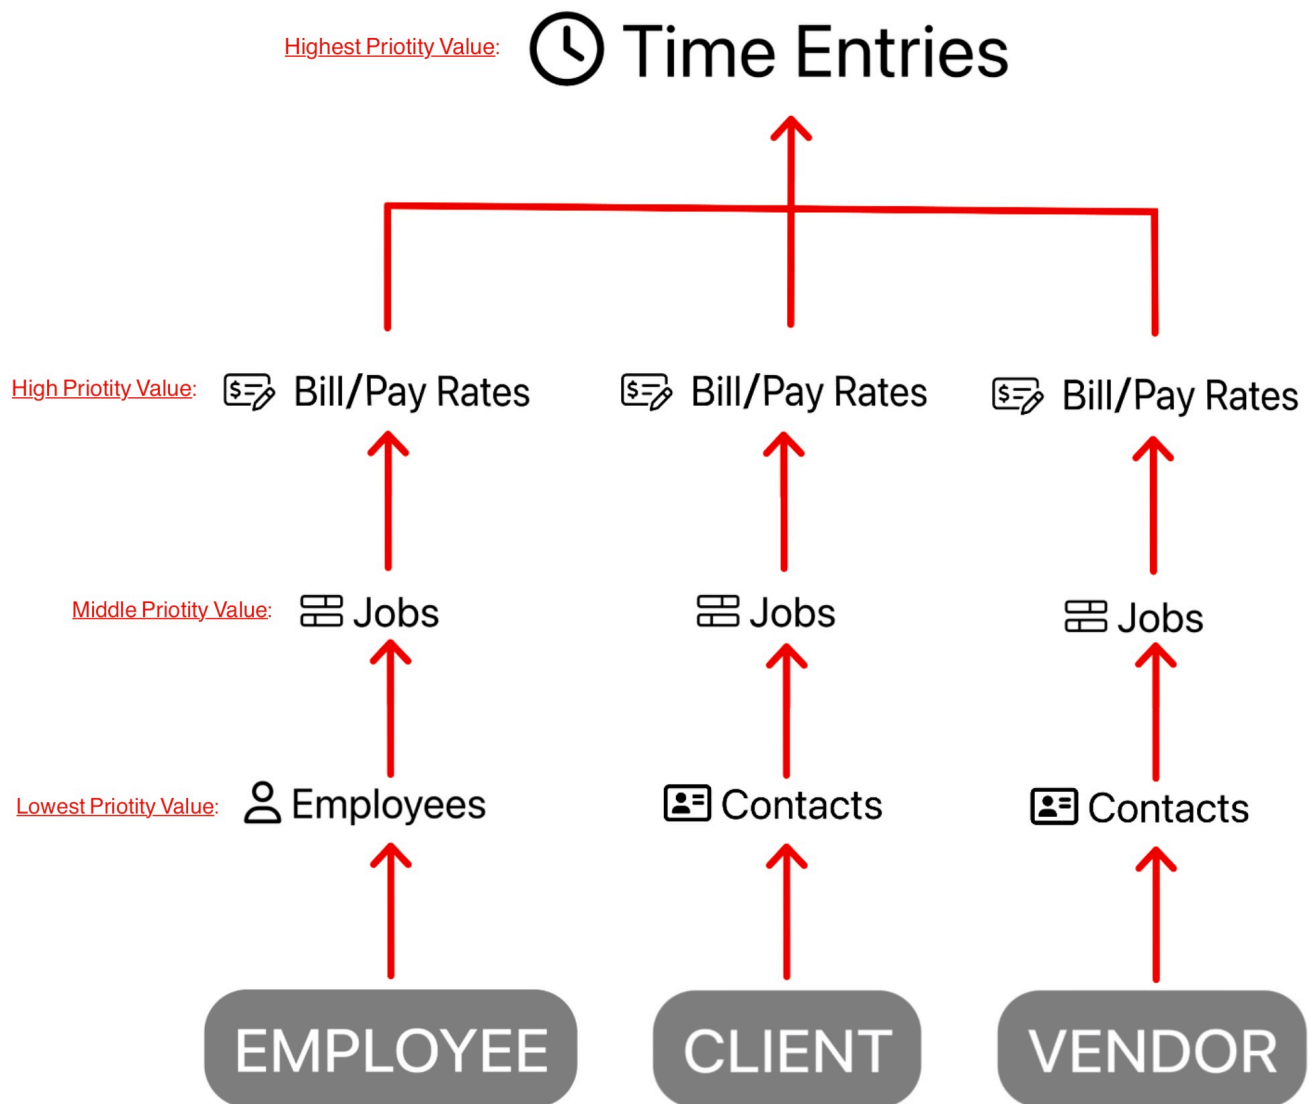 Highest Priotity Value: Time Entries
High Priotity Value: Bill/Pay Rates Bill/Pay Rates Bill/Pay Rates
Middle Priotity Value: Jobs Jobs Jobs
Lowest Priotity Value: Employees Contacts Contacts
EMPLOYEE CLIENT VENDOR